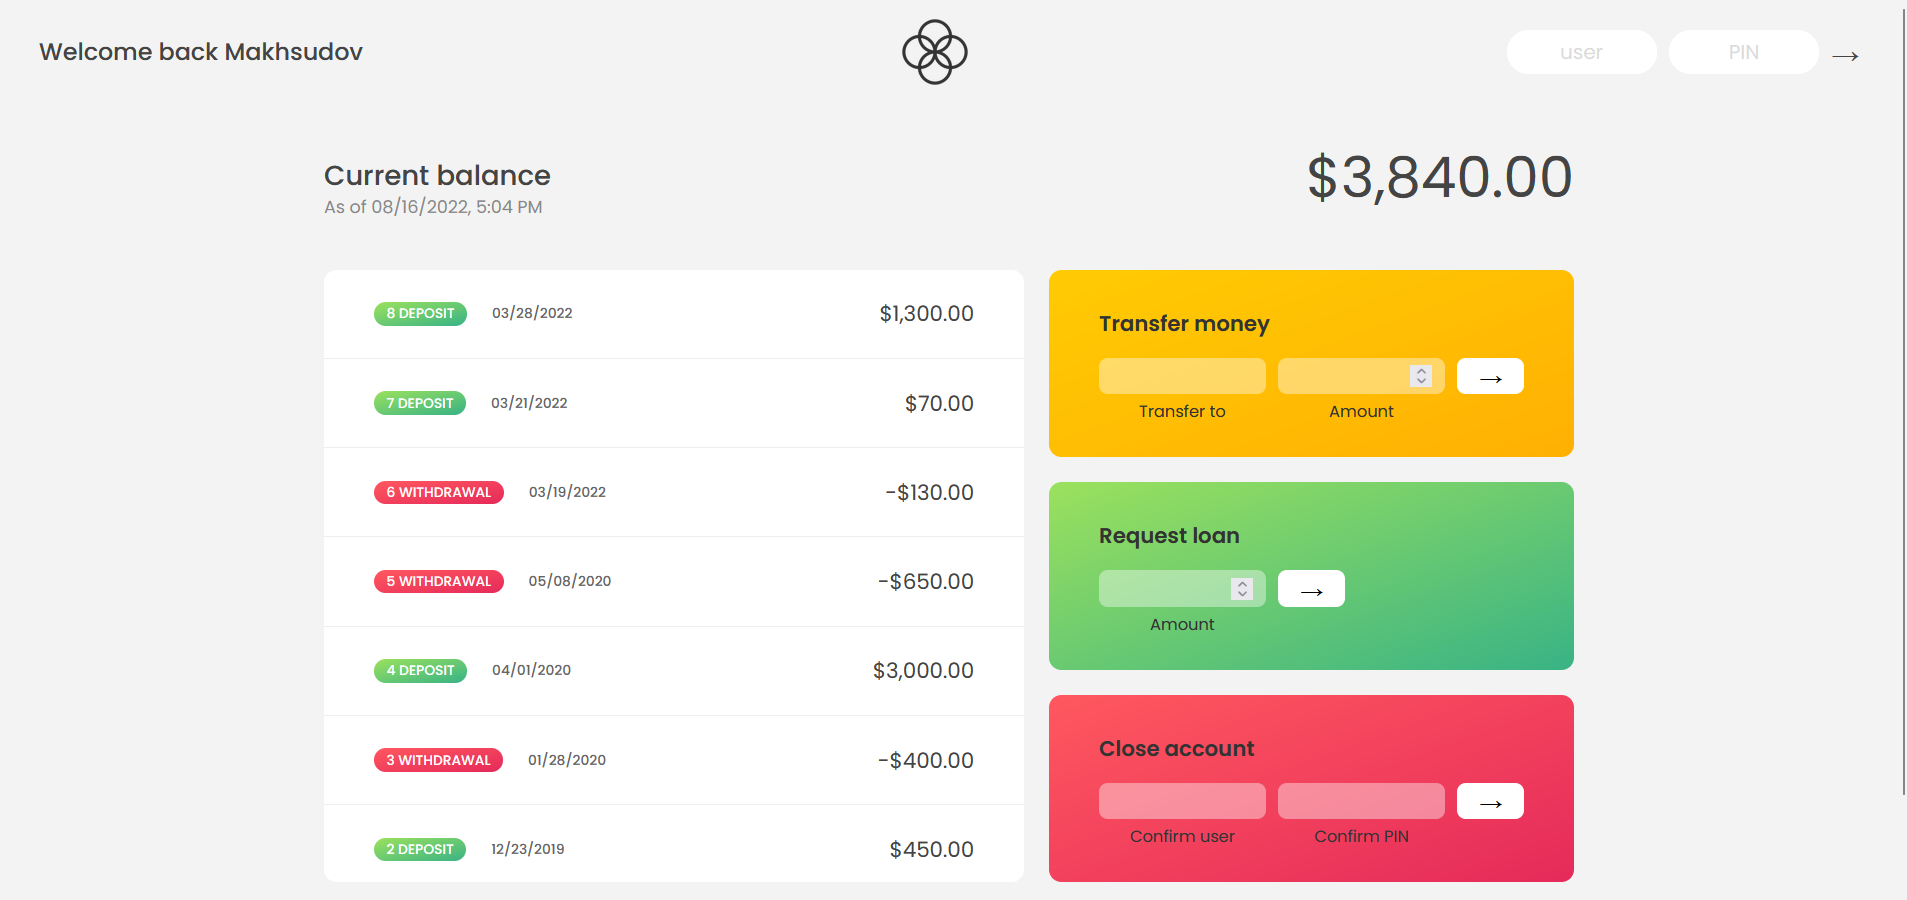 Welcome back Makhsudov
user
PIN
→
Current balance
As of 08/16/2022, 5:04 PM
$3,840.00
8 DEPOSIT 03/28/2022 $1,300.00
7 DEPOSIT 03/21/2022 $70.00
6 WITHDRAWAL 03/19/2022 -$130.00
5 WITHDRAWAL 05/08/2020 -$650.00
4 DEPOSIT 04/01/2020 $3,000.00
3 WITHDRAWAL 01/28/2020 -$400.00
2 DEPOSIT 12/23/2019 $450.00
Transfer money
→
Transfer to Amount
Request loan
→
Amount
Close account
→
Confirm user Confirm PIN